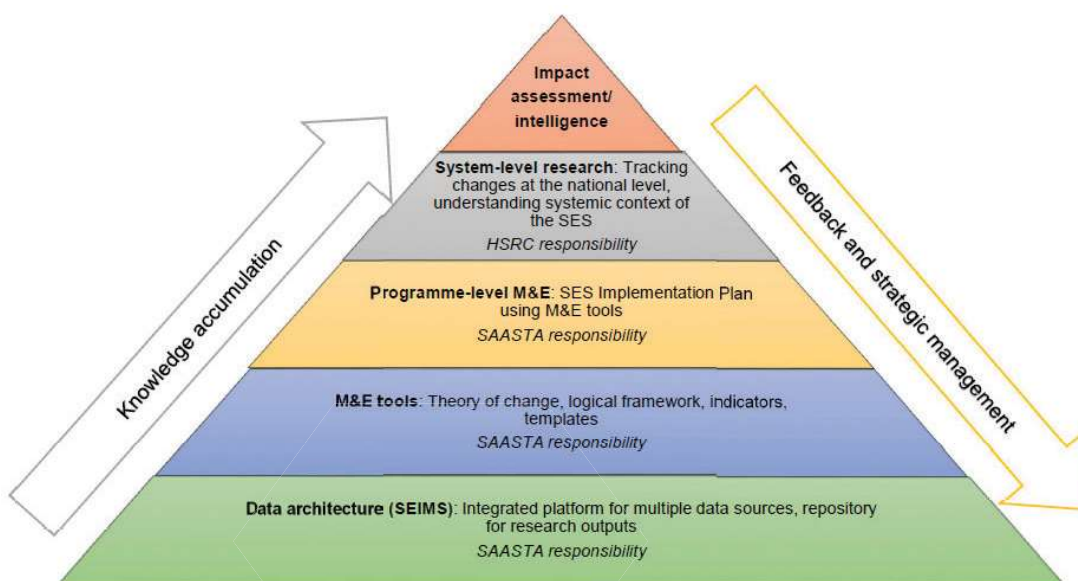 Impact
assessment/
intelligence
System-level research: Tracking
changes at the national level,
understanding systemic context of
the SES
HSRC responsibility
Programme-level M&E: SES Implementation Plan
using M&E tools
SAASTA responsibility
M&E tools: Theory of change, logical framework, indicators,
templates
SAASTA responsibility
Data architecture (SEIMS): Integrated platform for multiple data sources, repository
for research outputs
SAASTA responsibility
Knowledge accumulation
Feedback and strategic management